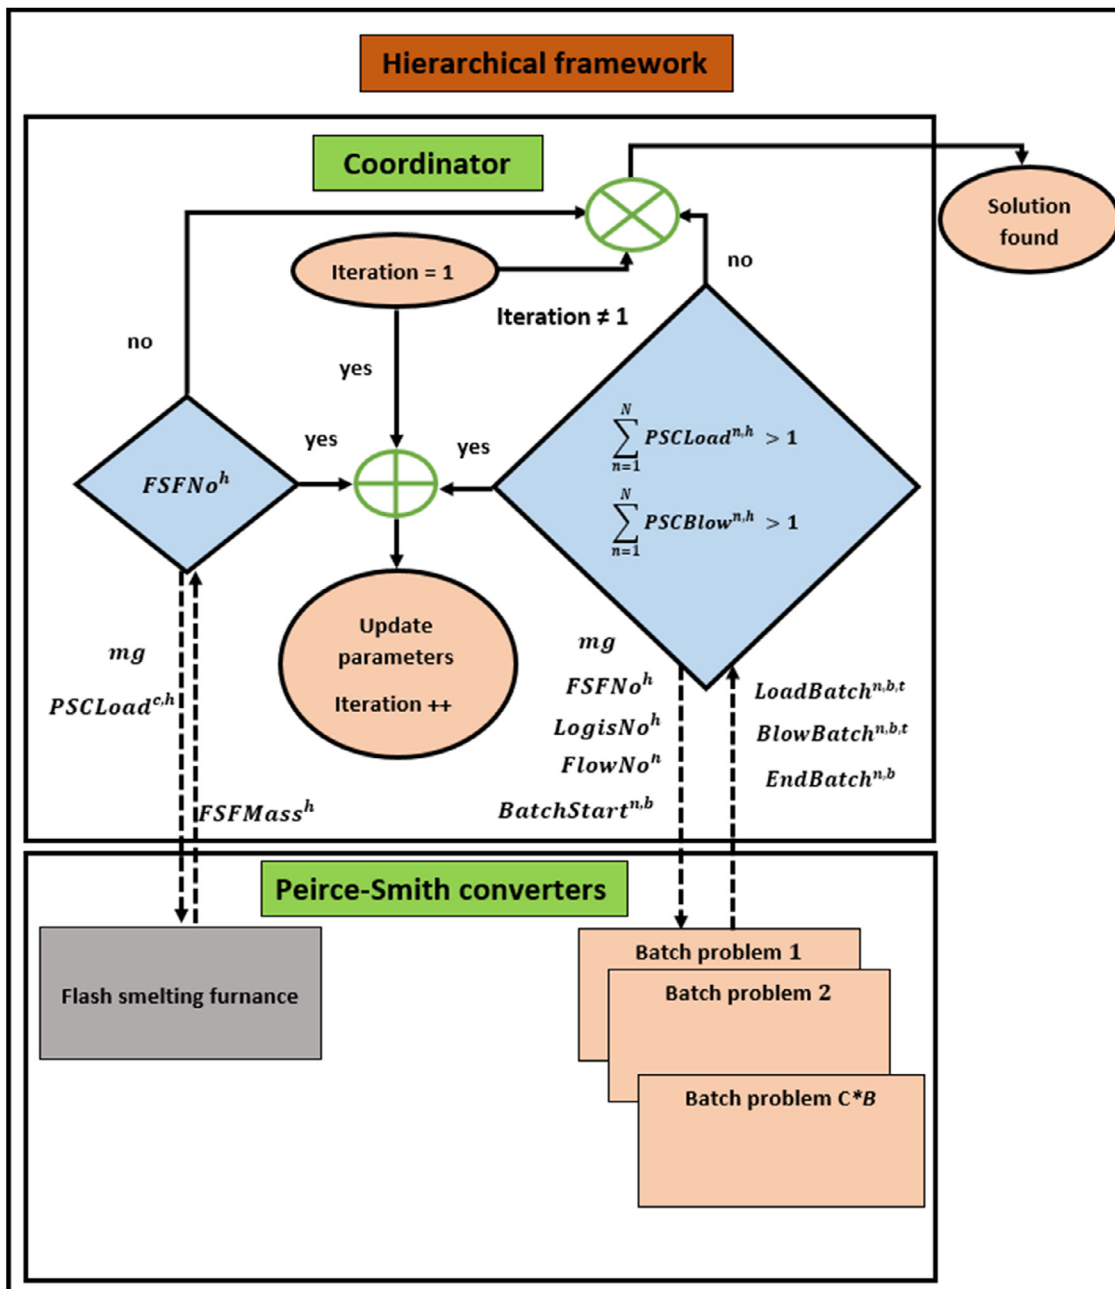 Hierarchical framework
Coordinator
Solution
found
Iteration = 1
no
Iteration ≠ 1
no
yes
yes
yes
FSFNo^h
\sum_{n=1}^{N} PSCLoad^{n,h} > 1
\sum_{n=1}^{N} PSCBlow^{n,h} > 1
Update
parameters
Iteration ++
mg
PSCLoad^{c,h}
FSFMass^h
mg
FSFNo^h
LogisNo^h
FlowNo^h
BatchStart^{n,b}
LoadBatch^{n,b,t}
BlowBatch^{n,b,t}
EndBatch^{n,b}
Peirce-Smith converters
Flash smelting furnance
Batch problem 1
Batch problem 2
Batch problem C*B